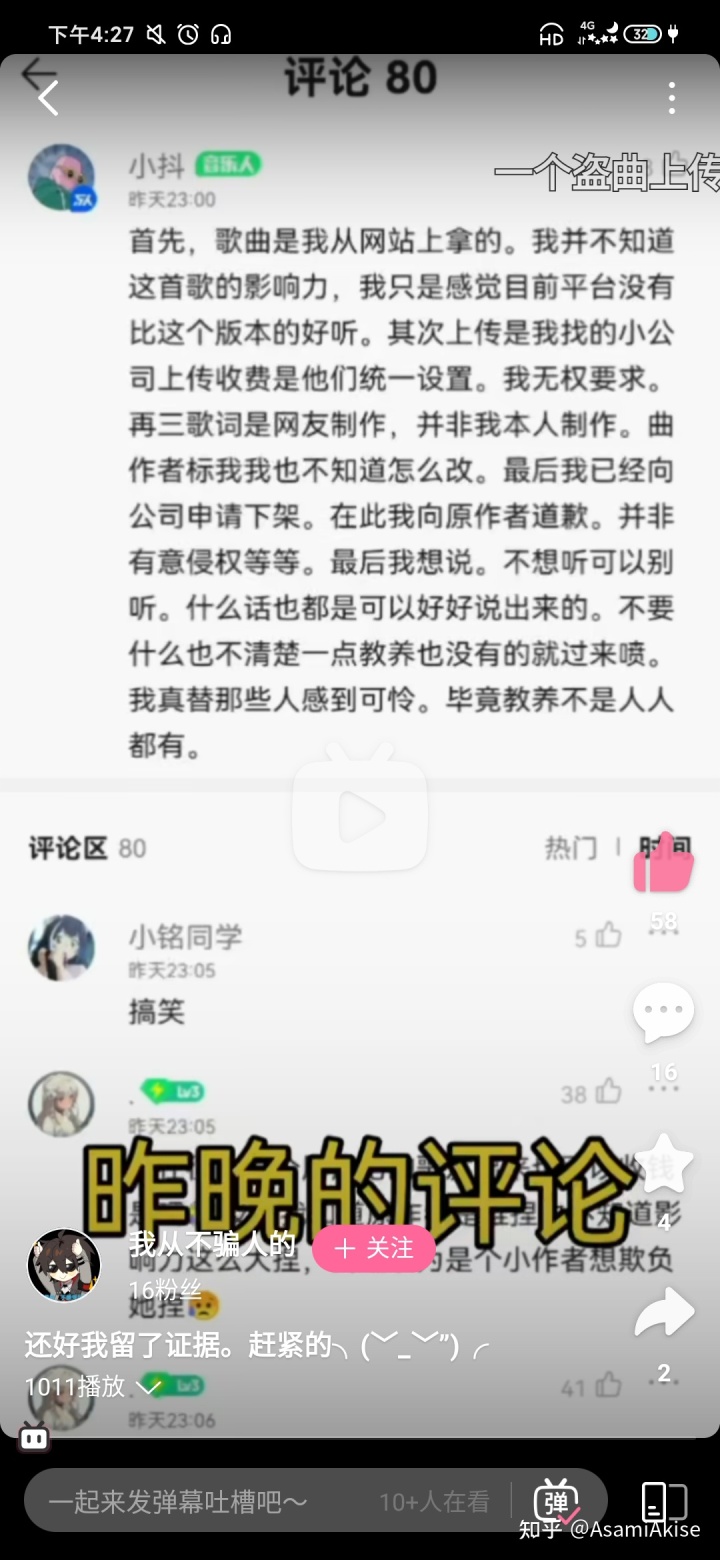 下午4:27
HD 4G 32
评论 80
小抖 音乐人
一个盗曲上传
昨天23:00
首先，歌曲是我从网站上拿的。我并不知道
这首歌的影响力，我只是感觉目前平台没有
比这个版本的好听。其次上传是我找的小公
司上传收费是他们统一设置。我无权要求。
再三歌词是网友制作，并非我本人制作。曲
作者标我我也不知道怎么改。最后我已经向
公司申请下架。在此我向原作者道歉。并非
有意侵权等等。最后我想说。不想听可以别
听。什么话也都是可以好好说出来的。不要
什么也不清楚一点教养也没有的就过来喷。
我真替那些人感到可怜。毕竟教养不是人人
都有。
评论区 80
热门 | 时间
58
小铭同学
5
昨天23:05
搞笑
16
. Lv3
38
昨天23:05
昨晚的评论
4
我从不骗人的
+ 关注
是个小作者想欺负
16粉丝
她捏😥
还好我留了证据。赶紧的╮(﹀_﹀”)╭
1011播放
. Lv3
41
2
昨天23:06
一起来发弹幕吐槽吧～
10+人在看
弹
知乎 @AsamiAkise